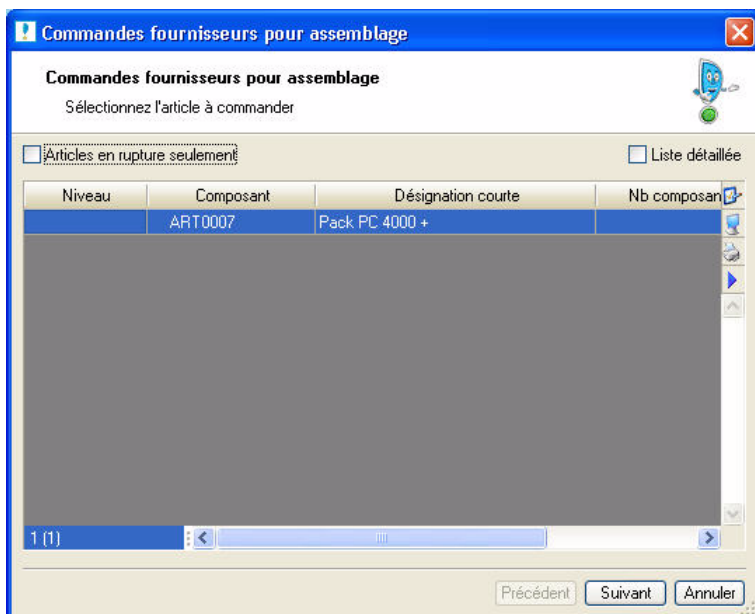 Commandes fournisseurs pour assemblage
Commandes fournisseurs pour assemblage
Sélectionnez l'article à commander
Articles en rupture seulement Liste détaillée
Niveau Composant Désignation courte Nb composan
ART0007 Pack PC 4000 +
1 (1)
Précédent Suivant Annuler